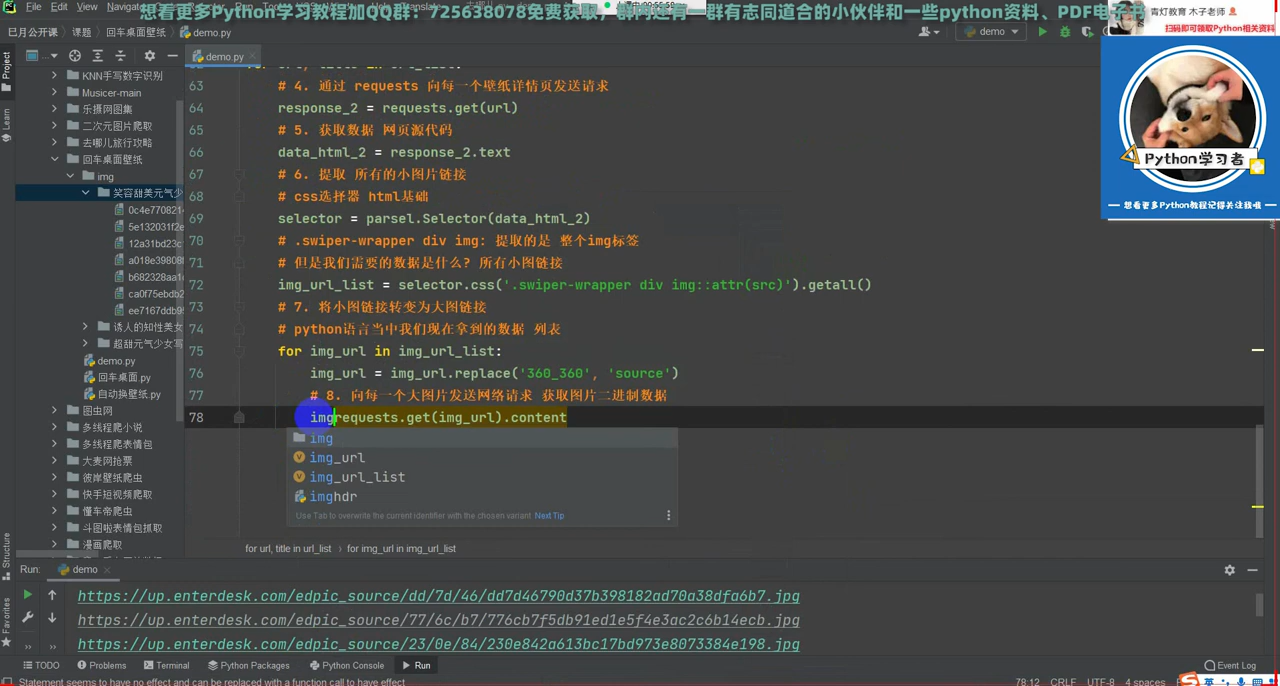 File Edit View Navigate
想看更多Python学习教程加QQ群：725638078免费获取，群内还有一群有志同道合的小伙伴和一些python资料、PDF电子书
青灯教育 木子老师
扫码即可领取Python相关资料
已月公开课 课题 回车桌面壁纸 demo.py
demo
Project
demo.py
KNN手写数字识别
Musicer-main
乐摄网图集
二次元图片爬取
去哪儿旅行攻略
回车桌面壁纸
img
笑容甜美元气少
0c4e770821
5e132031f2e
12a31bd23c
a018e39808
b682328aa1
ca0f75ebdb2
ee7167ddb9
诱人的知性美女
超甜元气少女写
demo.py
回车桌面.py
自动换壁纸.py
图虫网
多线程爬小说
多线程爬表情包
大麦网抢票
彼岸壁纸爬虫
快手短视频爬取
懂车帝爬虫
斗图啦表情包抓取
漫画爬取
Learn
Structure
Favorites
63 # 4. 通过 requests 向每一个壁纸详情页发送请求
64 response_2 = requests.get(url)
65 # 5. 获取数据 网页源代码
66 data_html_2 = response_2.text
67 # 6. 提取 所有的小图片链接
68 # css选择器 html基础
69 selector = parsel.Selector(data_html_2)
70 # .swiper-wrapper div img: 提取的是 整个img标签
71 # 但是我们需要的数据是什么? 所有小图链接
72 img_url_list = selector.css('.swiper-wrapper div img::attr(src)').getall()
73 # 7. 将小图链接转变为大图链接
74 # python语言当中我们现在拿到的数据 列表
75 for img_url in img_url_list:
76 img_url = img_url.replace('360_360', 'source')
77 # 8. 向每一个大图片发送网络请求 获取图片二进制数据
78 imgrequests.get(img_url).content
img
img_url
img_url_list
imghdr
Use Tab to overwrite the current identifier with the chosen variant Next Tip
for url, title in url_list › for img_url in img_url_list
Python学习者
想看更多Python教程记得关注我哦
Run: demo
https://up.enterdesk.com/edpic_source/dd/7d/46/dd7d46790d37b398182ad70a38dfa6b7.jpg
https://up.enterdesk.com/edpic_source/77/6c/b7/776cb7f5db91ed1e5f4e3ac2c6b14ecb.jpg
https://up.enterdesk.com/edpic_source/23/0e/84/230e842a613bc17bd973e8073384e198.jpg
TODO Problems Terminal Python Packages Python Console Run Event Log
Statement seems to have no effect and can be replaced with a function call to have effect 78:12 CRLF UTF-8 4 spaces
英